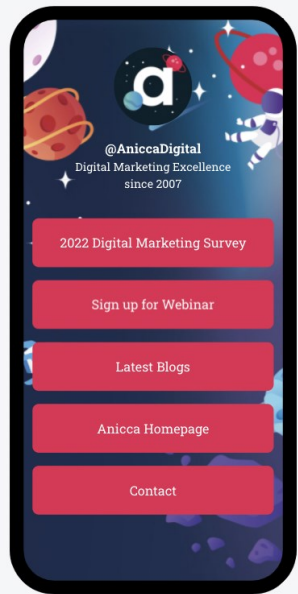 a
@AniccaDigital
Digital Marketing Excellence
since 2007
2022 Digital Marketing Survey
Sign up for Webinar
Latest Blogs
Anicca Homepage
Contact